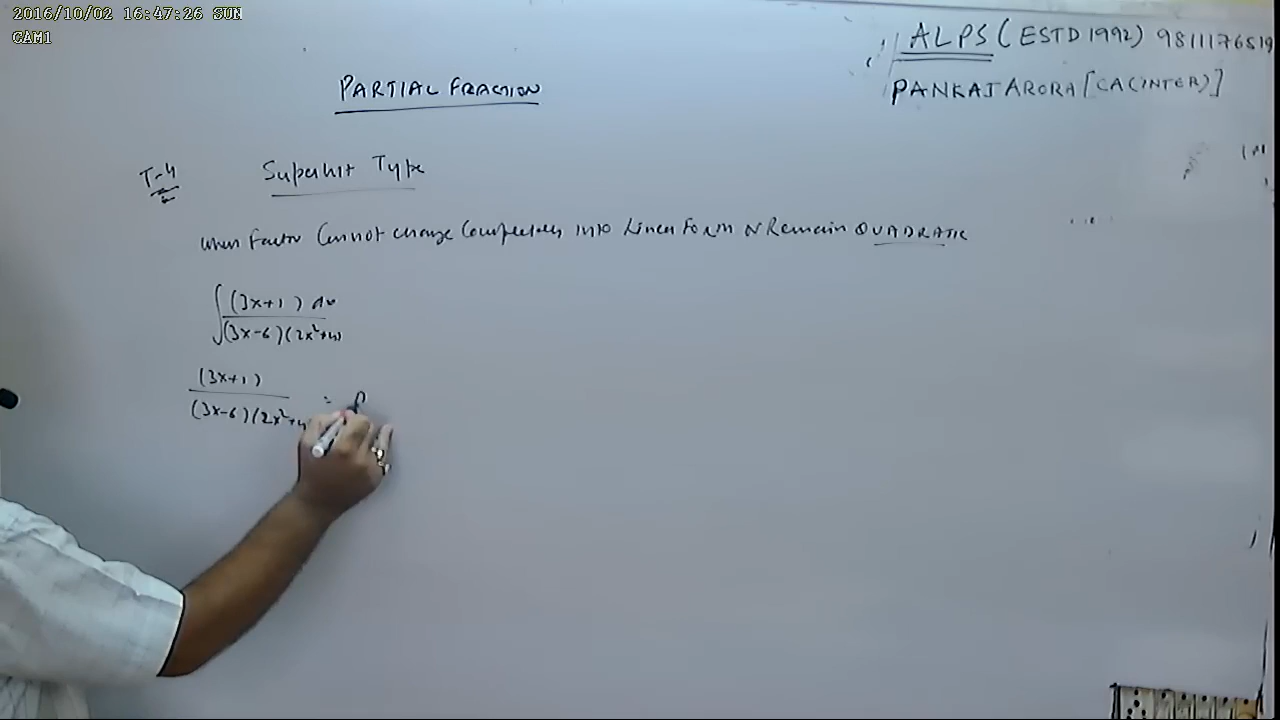 2016/10/02 16:47:26 SUN
CAM1
ALPS (ESTD 1992) 9811176519
PANKAJ ARORA [CA(INTER)]
PARTIAL FRACTION
T-4 Superhit Type
When Factor Cannot change Completely into Linear Form N Remain QUADRATIC
∫ (3x+1) dx
(3x-6)(2x²+4)
(3x+1)
(3x-6)(2x²+4 =